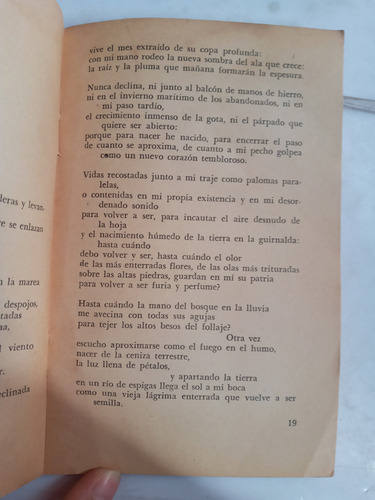 eras y levan-
e se enlazan
la marea
despojos,
tadas
aa,
l viento
r.
clinada
vive el mes extraído de su copa profunda:
con mi mano rodeo la nueva sombra del ala que crece:
la raíz y la pluma que mañana formarán la espesura.
Nunca declina, ni junto al balcón de manos de hierro,
ni en el invierno marítimo de los abandonados, ni en
mi paso tardío,
el crecimiento inmenso de la gota, ni el párpado que
quiere ser abierto:
porque para nacer he nacido, para encerrar el paso
de cuanto se aproxima, de cuanto a mi pecho golpea
como un nuevo corazón tembloroso.
Vidas recostadas junto a mi traje como palomas para-
lelas,
o contenidas en mi propia existencia y en mi desor-
denado sonido
para volver a ser, para incautar el aire desnudo de
la hoja
y el nacimiento húmedo de la tierra en la guirnalda:
hasta cuándo
debo volver y ser, hasta cuándo el olor
de las más enterradas flores, de las olas más trituradas
sobre las altas piedras, guardan en mí su patria
para volver a ser furia y perfume?
Hasta cuándo la mano del bosque en la lluvia
me avecina con todas sus agujas
para tejer los altos besos del follaje?
Otra vez
escucho aproximarse como el fuego en el humo,
nacer de la ceniza terrestre,
la luz llena de pétalos,
y apartando la tierra
en un río de espigas llega el sol a mi boca
como una vieja lágrima enterrada que vuelve a ser
semilla.
19